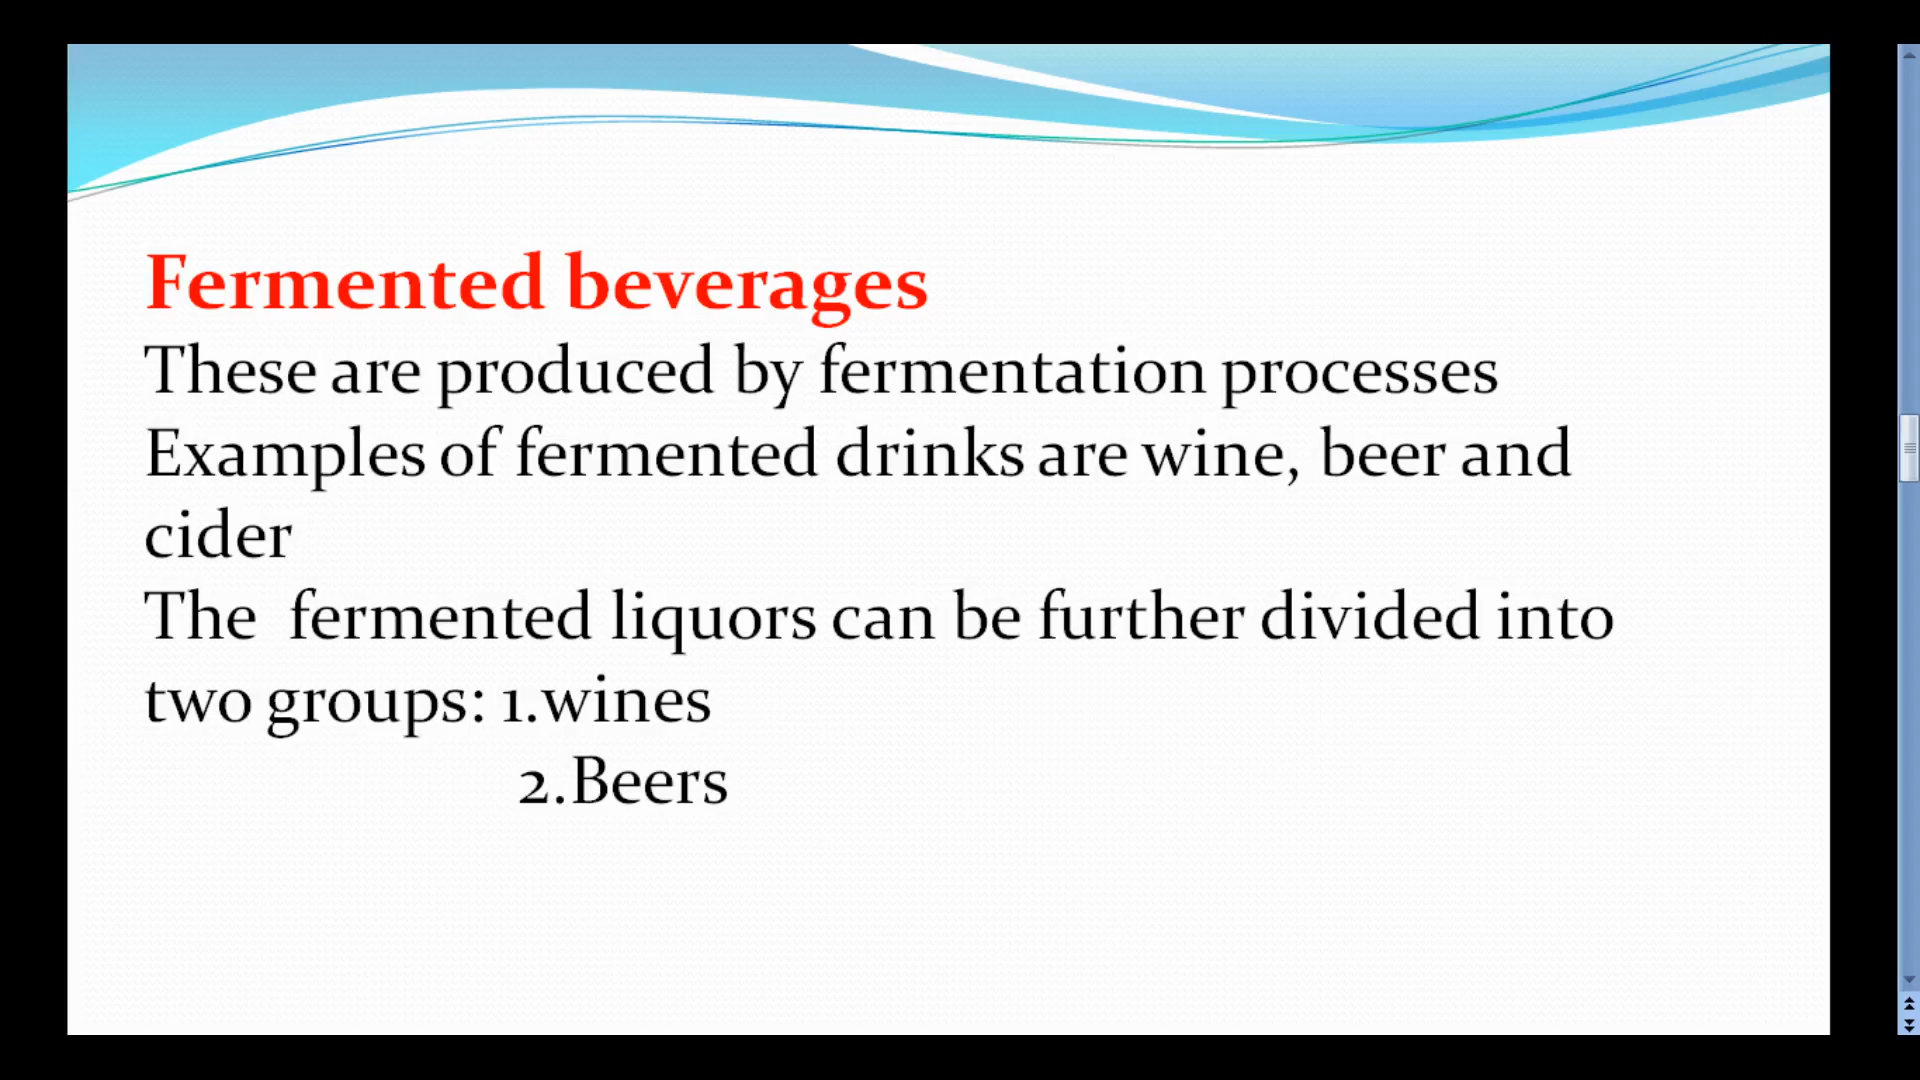 Fermented beverages
These are produced by fermentation processes
Examples of fermented drinks are wine, beer and
cider
The  fermented liquors can be further divided into
two groups: 1.wines
2.Beers